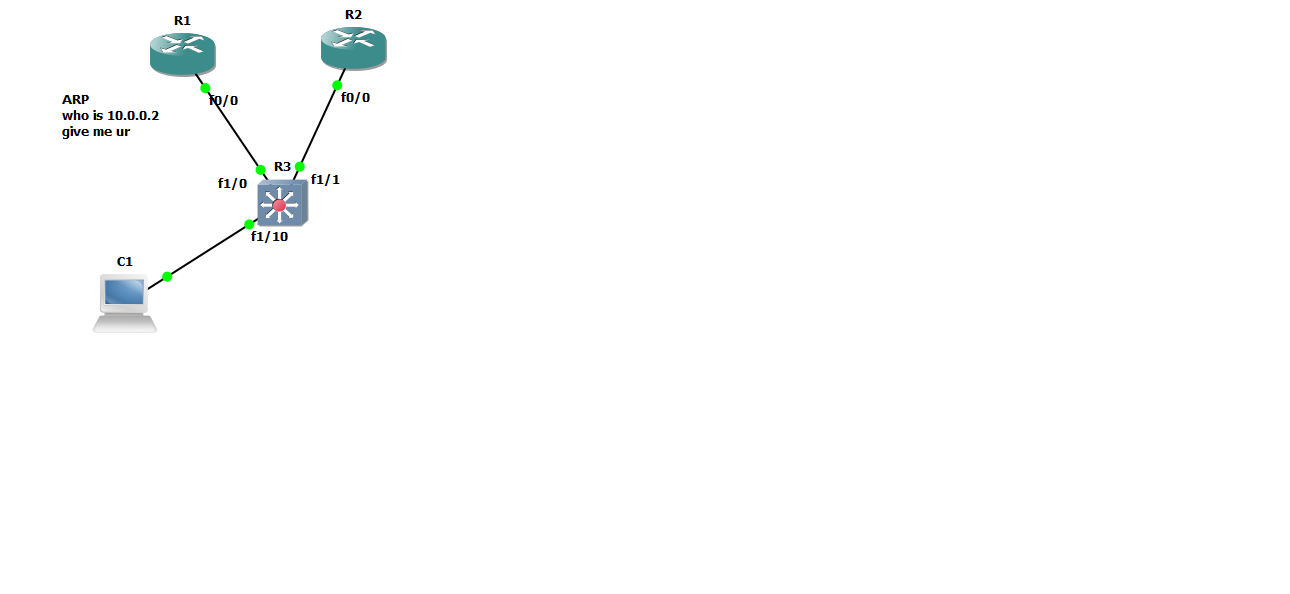 R1
R2
f0/0
f0/0
ARP
who is 10.0.0.2
give me ur
R3
f1/0
f1/1
f1/10
C1